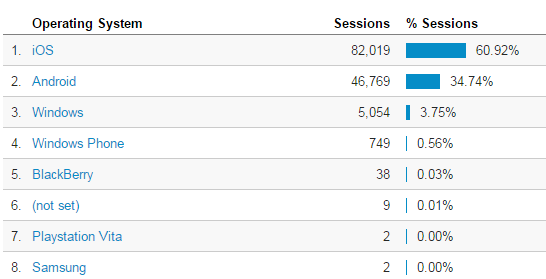 Operating System Sessions % Sessions
1. iOS 82,019 60.92%
2. Android 46,769 34.74%
3. Windows 5,054 3.75%
4. Windows Phone 749 0.56%
5. BlackBerry 38 0.03%
6. (not set) 9 0.01%
7. Playstation Vita 2 0.00%
8. Samsung 2 0.00%